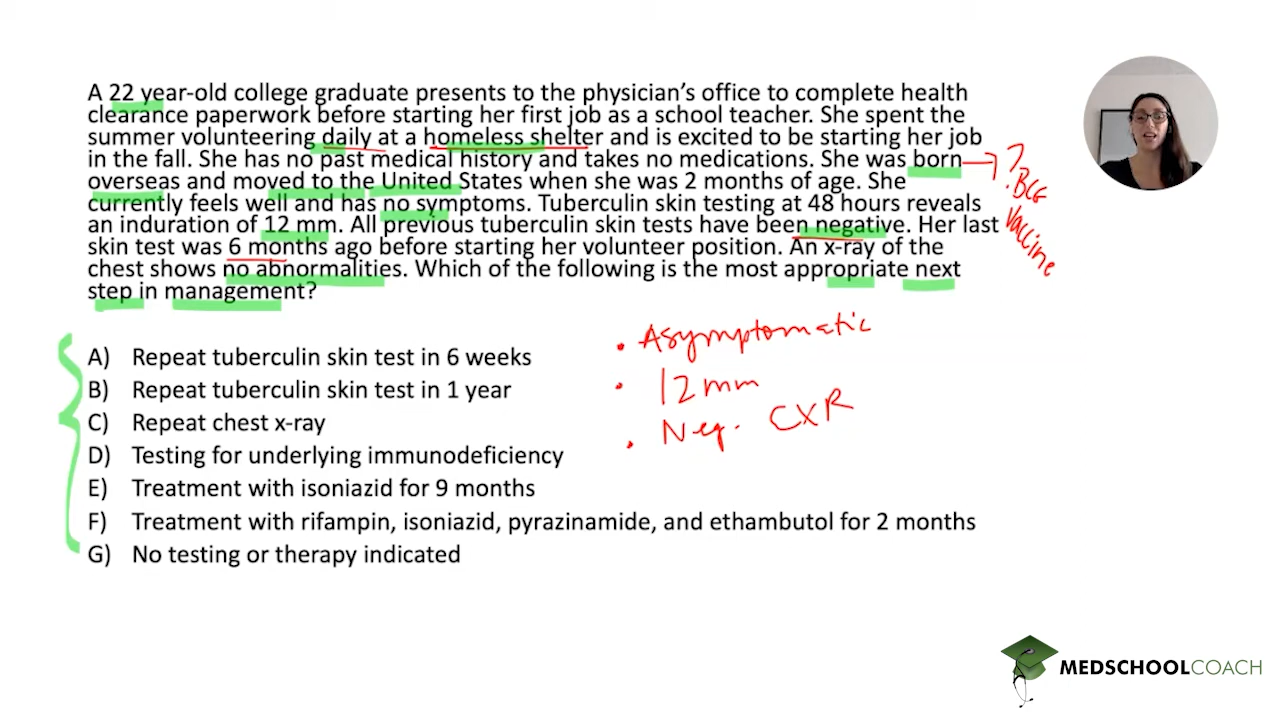 A 22 year-old college graduate presents to the physician's office to complete health
clearance paperwork before starting her first job as a school teacher. She spent the
summer volunteering daily at a homeless shelter and is excited to be starting her job
in the fall. She has no past medical history and takes no medications. She was born
overseas and moved to the United States when she was 2 months of age. She
currently feels well and has no symptoms. Tuberculin skin testing at 48 hours reveals
an induration of 12 mm. All previous tuberculin skin tests have been negative. Her last
skin test was 6 months ago before starting her volunteer position. An x-ray of the
chest shows no abnormalities. Which of the following is the most appropriate next
step in management?
→ ? BCG
Vaccine
A) Repeat tuberculin skin test in 6 weeks
B) Repeat tuberculin skin test in 1 year
C) Repeat chest x-ray
D) Testing for underlying immunodeficiency
E) Treatment with isoniazid for 9 months
F) Treatment with rifampin, isoniazid, pyrazinamide, and ethambutol for 2 months
G) No testing or therapy indicated
• Asymptomatic
• 12 mm
• Neg. CXR
MEDSCHOOLCOACH